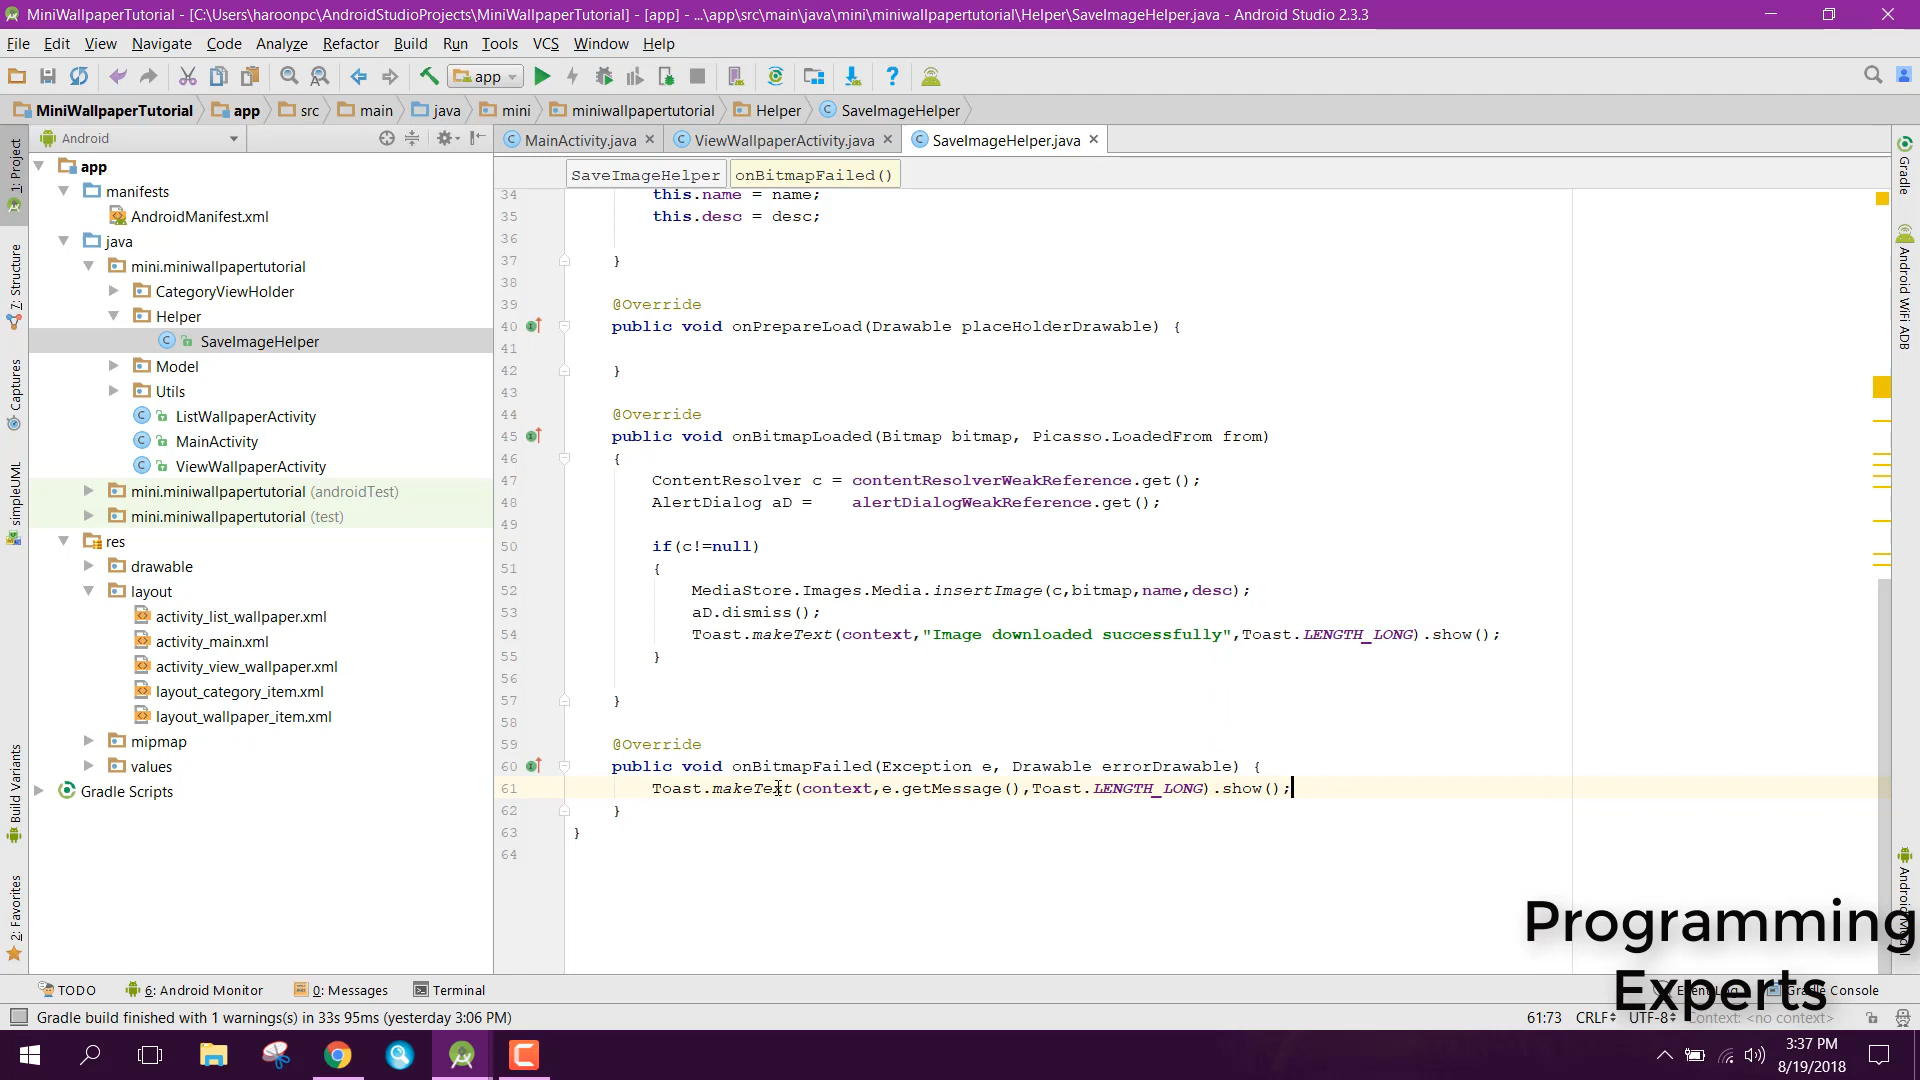 MiniWallpaperTutorial - [C:\Users\haroonpc\AndroidStudioProjects\MiniWallpaperTutorial] - [app] - ...\app\src\main\java\mini\miniwallpapertutorial\Helper\SaveImageHelper.java - Android Studio 2.3.3
File Edit View Navigate Code Analyze Refactor Build Run Tools VCS Window Help
app
MiniWallpaperTutorial app src main java mini miniwallpapertutorial Helper SaveImageHelper
Android
MainActivity.java ViewWallpaperActivity.java SaveImageHelper.java
SaveImageHelper onBitmapFailed()
1: Project
7: Structure
Captures
simpleUML
Build Variants
2: Favorites
app
manifests
AndroidManifest.xml
java
mini.miniwallpapertutorial
CategoryViewHolder
Helper
SaveImageHelper
Model
Utils
ListWallpaperActivity
MainActivity
ViewWallpaperActivity
mini.miniwallpapertutorial (androidTest)
mini.miniwallpapertutorial (test)
res
drawable
layout
activity_list_wallpaper.xml
activity_main.xml
activity_view_wallpaper.xml
layout_category_item.xml
layout_wallpaper_item.xml
mipmap
values
Gradle Scripts
34 this.name = name;
35 this.desc = desc;
36
37 }
38
39 @Override
40 public void onPrepareLoad(Drawable placeHolderDrawable) {
41
42 }
43
44 @Override
45 public void onBitmapLoaded(Bitmap bitmap, Picasso.LoadedFrom from)
46 {
47 ContentResolver c = contentResolverWeakReference.get();
48 AlertDialog aD = alertDialogWeakReference.get();
49
50 if(c!=null)
51 {
52 MediaStore.Images.Media.insertImage(c,bitmap,name,desc);
53 aD.dismiss();
54 Toast.makeText(context,"Image downloaded successfully",Toast.LENGTH_LONG).show();
55 }
56
57 }
58
59 @Override
60 public void onBitmapFailed(Exception e, Drawable errorDrawable) {
61 Toast.makeText(context,e.getMessage(),Toast.LENGTH_LONG).show();
62 }
63 }
64
Gradle
Android WiFi ADB
Programming
Experts
TODO 6: Android Monitor 0: Messages Terminal Gradle Console
Gradle build finished with 1 warnings(s) in 33s 95ms (yesterday 3:06 PM) 61:73 CRLF UTF-8 Context: <no context>
3:37 PM
8/19/2018